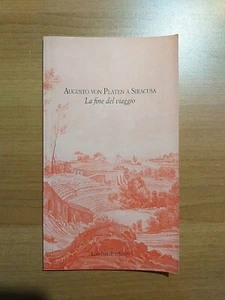 AUGUSTO VON PLATEN A SIRACUSA
La fine del viaggio